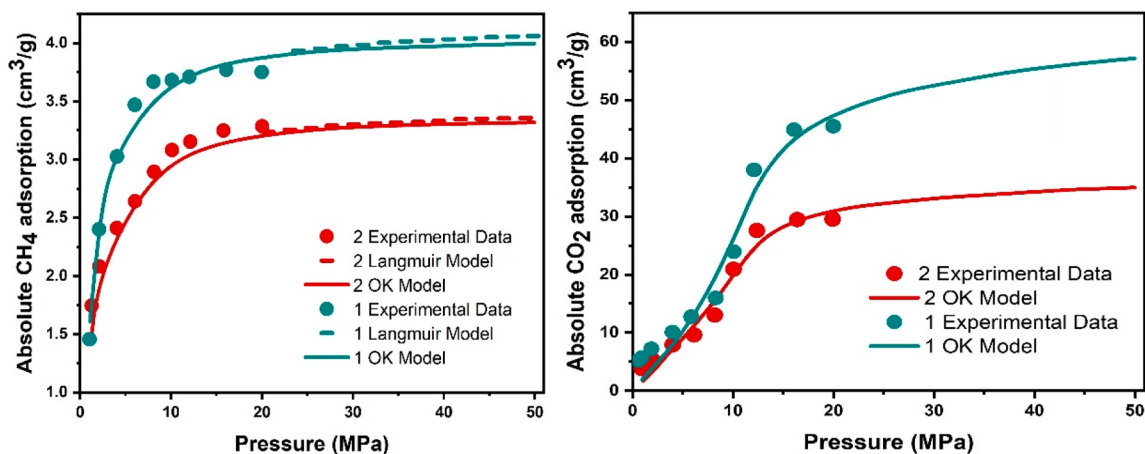 Absolute CH4 adsorption (cm³/g)
4.0
3.5
3.0
2.5
2.0
1.5
1.0
2 Experimental Data
2 Langmuir Model
2 OK Model
1 Experimental Data
1 Langmuir Model
1 OK Model
0 10 20 30 40 50
Pressure (MPa)
Absolute CO2 adsorption (cm³/g)
60
50
40
30
20
10
0
2 Experimental Data
2 OK Model
1 Experimental Data
1 OK Model
0 10 20 30 40 50
Pressure (MPa)